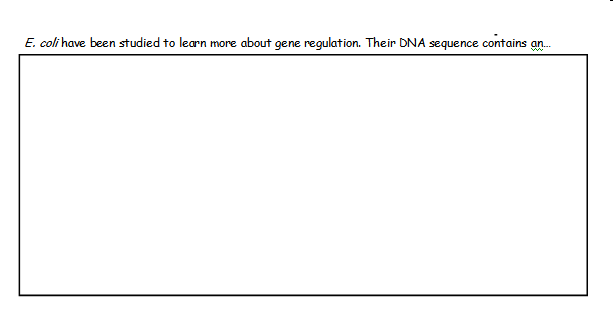 E. coli have been studied to learn more about gene regulation. Their DNA sequence contains an...